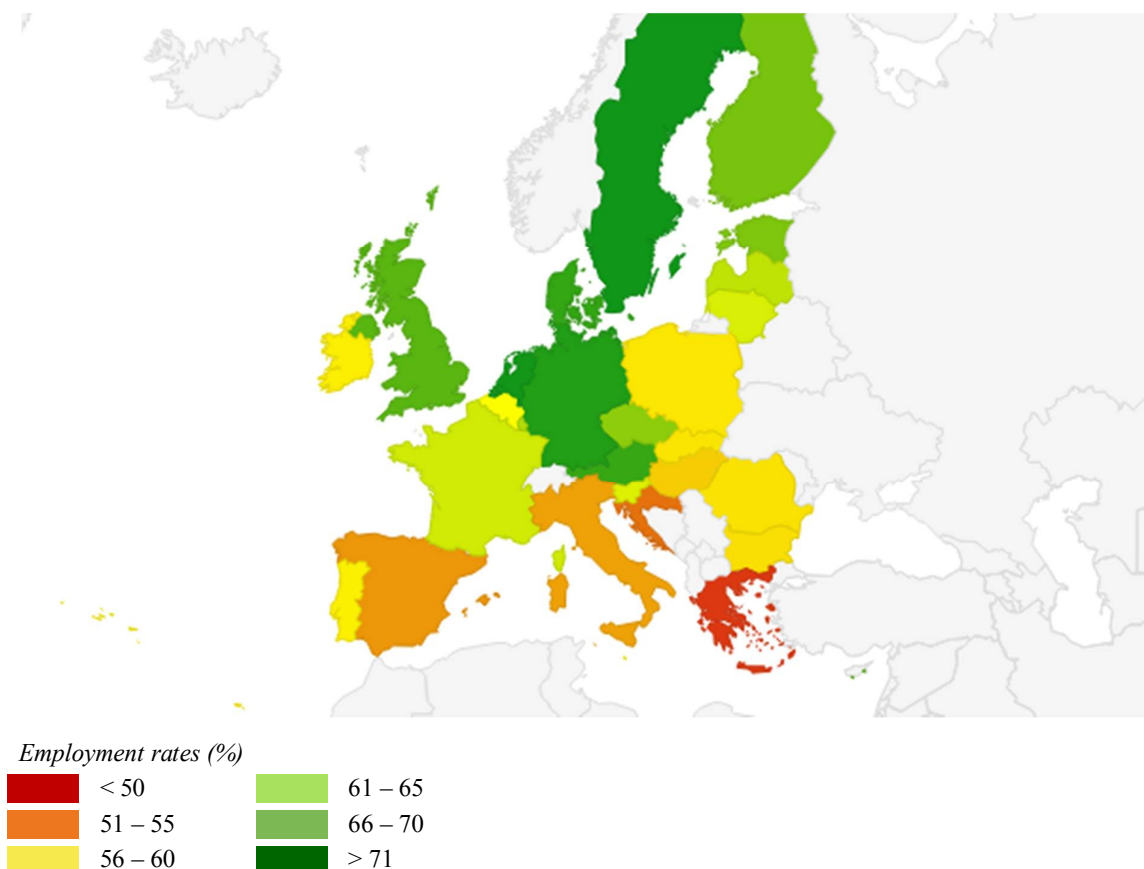 Employment rates (%)
< 50
51 – 55
56 – 60
61 – 65
66 – 70
> 71